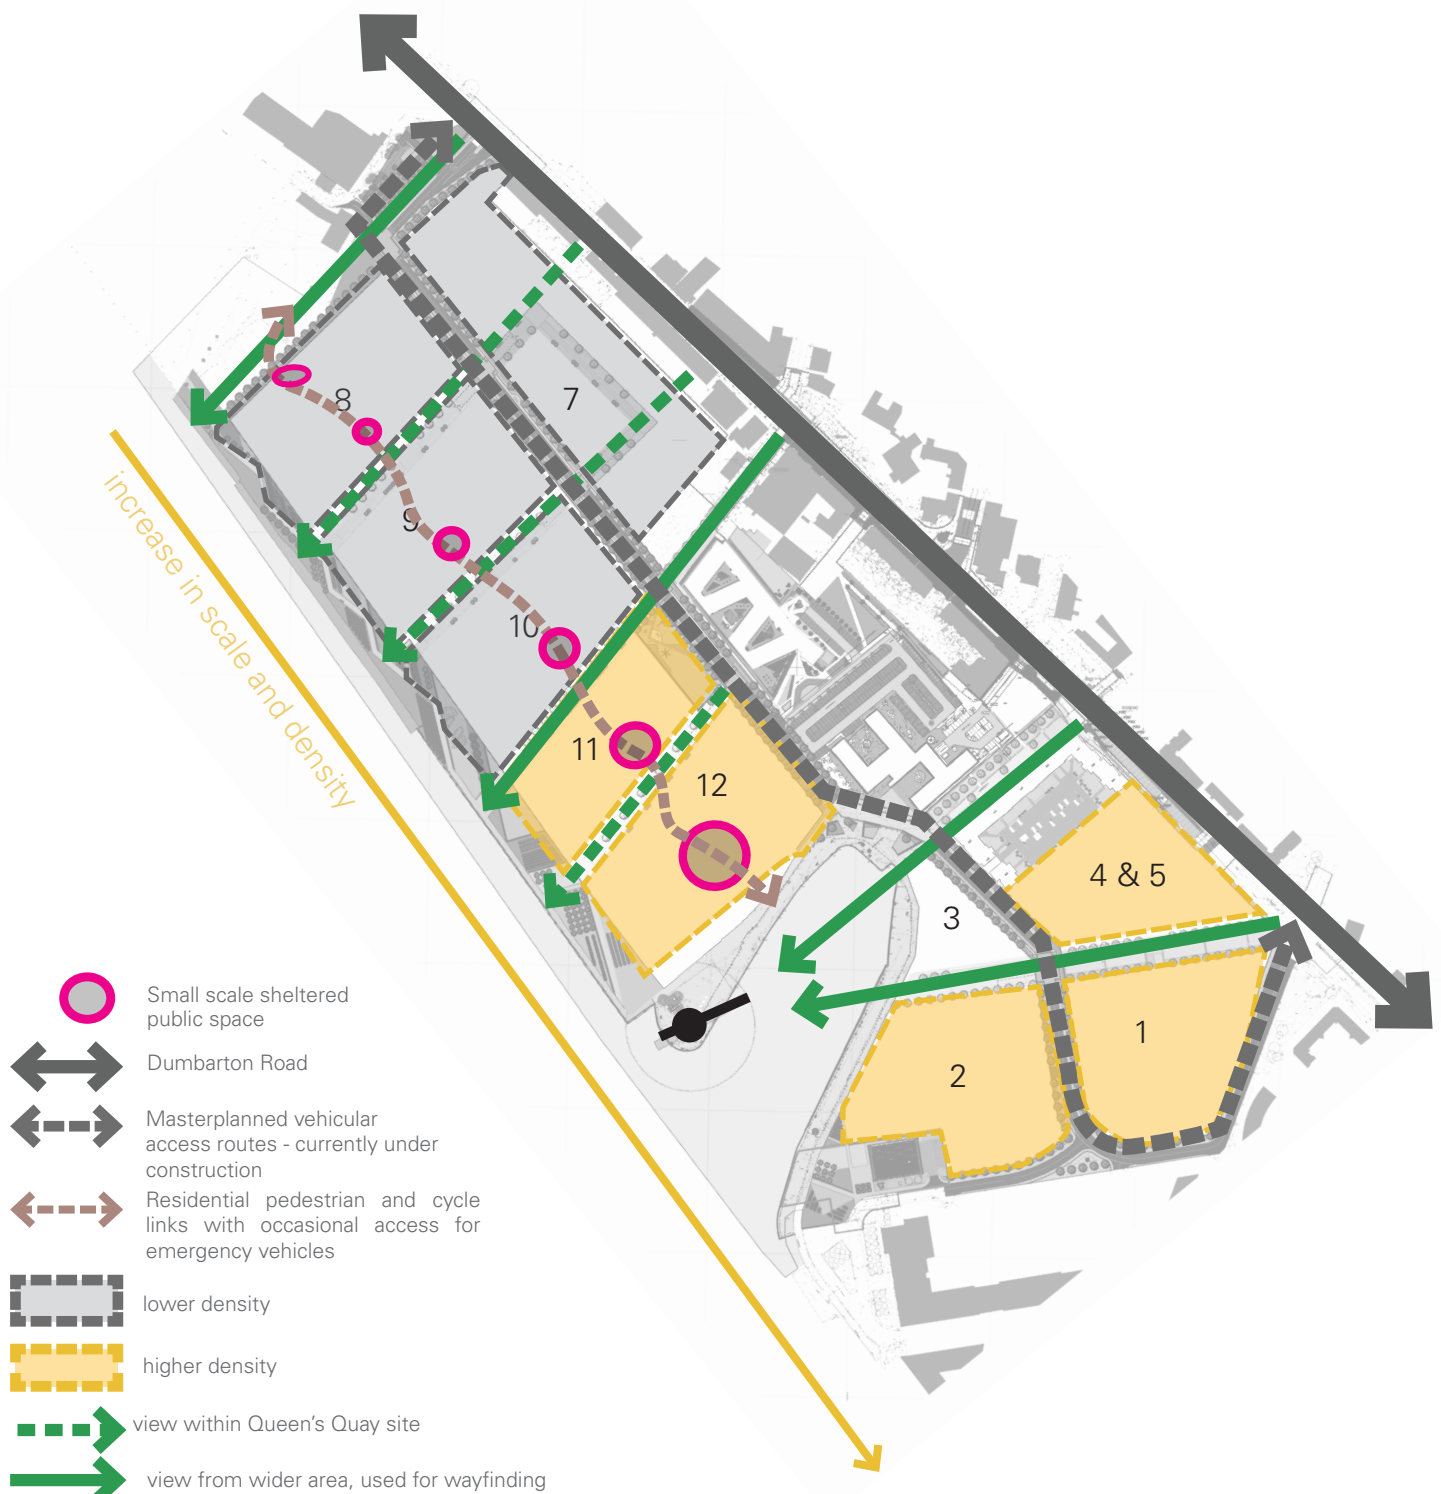 8
7
9
10
11
12
increase in scale and density
4 & 5
3
1
2
Small scale sheltered
public space
Dumbarton Road
Masterplanned vehicular
access routes - currently under
construction
Residential pedestrian and cycle
links with occasional access for
emergency vehicles
lower density
higher density
view within Queen's Quay site
view from wider area, used for wayfinding